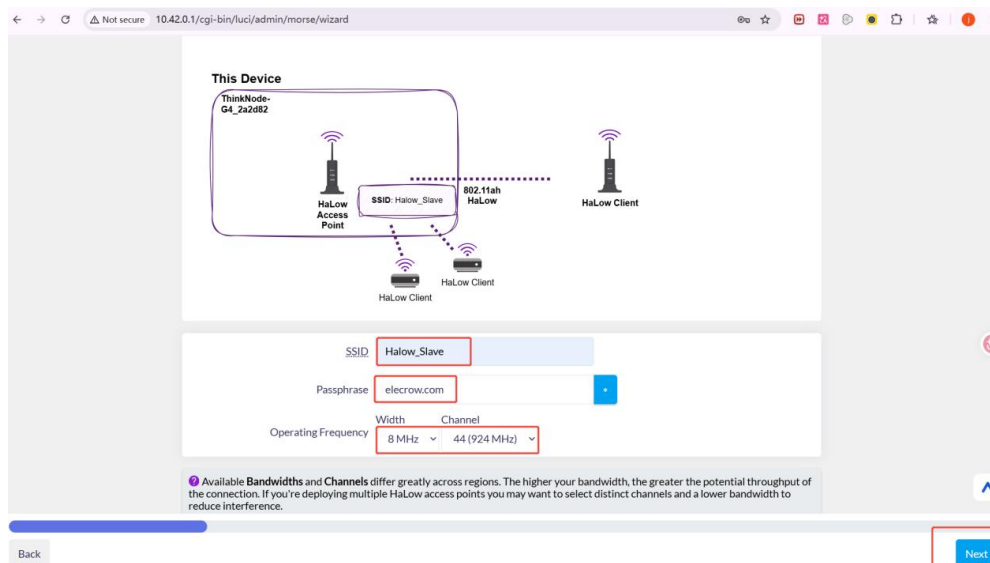 Not secure 10.42.0.1/cgi-bin/luci/admin/morse/wizard
This Device
ThinkNode-
G4_2a2d82
HaLow
Access
Point
SSID: Halow_Slave
802.11ah
HaLow
HaLow Client
HaLow Client
HaLow Client
SSID Halow_Slave
Passphrase elecrow.com
Width Channel
Operating Frequency 8 MHz 44 (924 MHz)
Available Bandwidths and Channels differ greatly across regions. The higher your bandwidth, the greater the potential throughput of
the connection. If you're deploying multiple HaLow access points you may want to select distinct channels and a lower bandwidth to
reduce interference.
Back Next